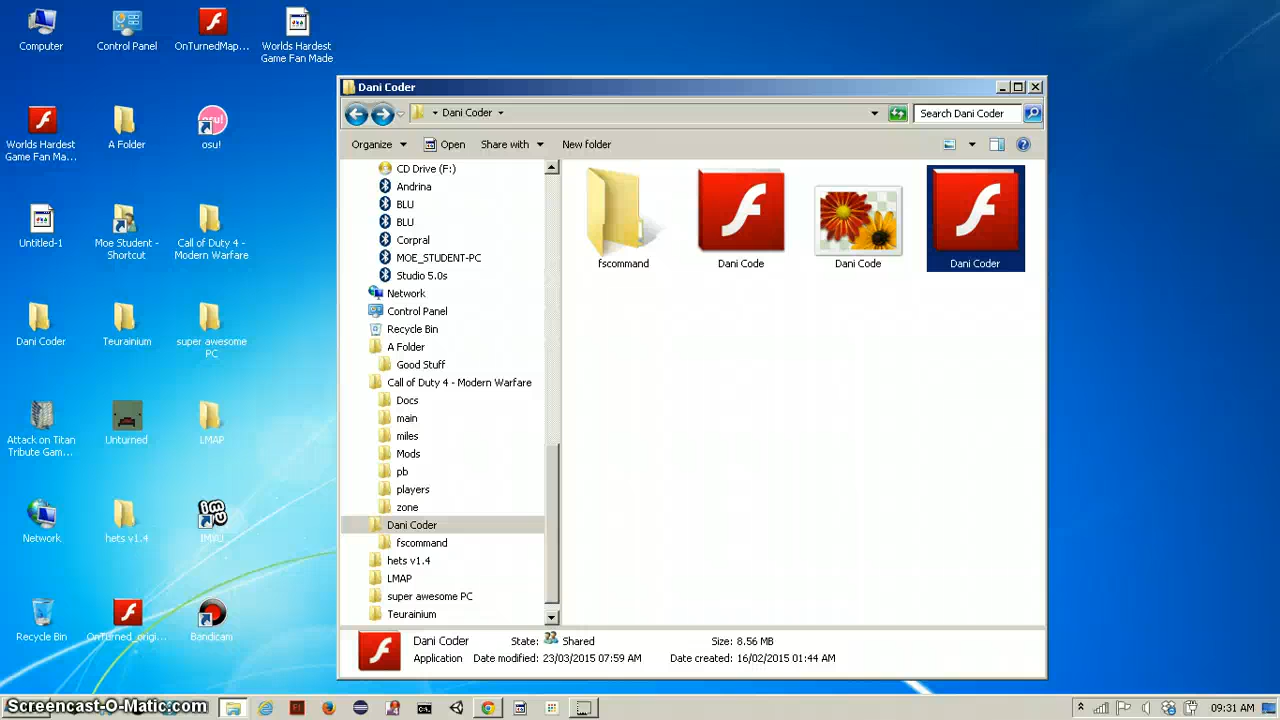 Computer
Control Panel
OnTurnedMap...
Worlds Hardest
Game Fan Made
Worlds Hardest
Game Fan Ma...
A Folder
osu!
osu!
Untitled-1
Moe Student -
Shortcut
Call of Duty 4 -
Modern Warfare
Dani Coder
Teurainium
super awesome
PC
Attack on Titan
Tribute Gam...
Unturned
LMAP
Network
hets v1.4
IMVU
Recycle Bin
OnTurned_origi...
Bandicam
Dani Coder
Dani Coder
Search Dani Coder
Organize
Open
Share with
New folder
CD Drive (F:)
Andrina
BLU
BLU
Corpral
MOE_STUDENT-PC
Studio 5.0s
Network
Control Panel
Recycle Bin
A Folder
Good Stuff
Call of Duty 4 - Modern Warfare
Docs
main
miles
Mods
pb
players
zone
Dani Coder
fscommand
hets v1.4
LMAP
super awesome PC
Teurainium
fscommand
Dani Code
Dani Code
Dani Coder
Dani Coder
State: Shared
Size: 8.56 MB
Application
Date modified: 23/03/2015 07:59 AM
Date created: 16/02/2015 01:44 AM
Screencast-O-Matic.com
09:31 AM